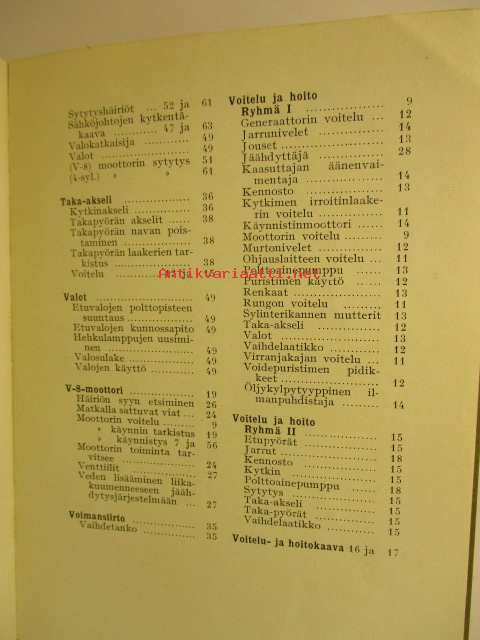 Sytytyshäiriöt ... 52 ja 61
Sähköjohtojen kytkentä-
kaava ............ 47 ja 63
Valokatkaisija ............ 49
Valot ..................... 49
(V-8) moottorin sytytys 51
(4-syl.) » » 61
Taka-akseli ............... 36
Kytkinakseli .............. 36
Takapyörän akselit ........ 38
Takapyörän navan pois-
taminen ................... 38
Takapyörän laakerien tar-
kistus .................... 38
Voitelu
Valot ..................... 49
Etuvalojen polttopisteen
suuntaus .................. 49
Etuvalojen kunnossapito 49
Hehkulamppujen uusimi-
nen ....................... 49
Valosulake ................ 49
Valojen käyttö ............ 49
V-8-moottori .............. 19
Häiriön syyn etsiminen 26
Matkalla sattuvat viat ... 24
Moottorin voitelu ......... 9
» käynnin tarkistus 19
» käynnistys 7 ja 56
Moottorin toiminta tar-
vitsee .................... 24
Venttiilit ................ 27
Veden lisääminen liika-
kuumenneeseen jääh-
dytysjärjestelmään ... 27
Voimansiirto .............. 35
Vaihdetanko ............... 35
Voitelu ja hoito
Ryhmä I ................... 9
Generaattorin voitelu ... 12
Jarrunivelet .............. 14
Jouset .................... 13
Jäähdyttäjä ............... 28
Kaasuttajan äänenvai-
mentaja ................... 14
Kennosto .................. 13
Kytkimen irroitinlaake-
rin voitelu ............... 11
Käynnistinmoottori ........ 14
Moottorin voitelu ......... 9
Murtonivelet .............. 12
Ohjauslaitteen voitelu ... 11
Polttoainepumppu .......... 13
Puristimen käyttö ......... 12
Renkaat ................... 13
Rungon voitelu ............ 11
Sylinterikannen mutterit 13
Taka-akseli ............... 12
Valot ..................... 13
Vaihdelaatikko ............ 12
Virranjakajan voitelu ... 11
Voidepuristimen pidik-
keet ...................... 12
Öljykylpytyyppinen il-
manpuhdistaja ............. 14
Voitelu ja hoito
Ryhmä II .................. 15
Etupyörät ................. 15
Jarrut .................... 15
Kennosto .................. 18
Kytkin .................... 15
Polttoainepumppu .......... 18
Sytytys ................... 15
Taka-akseli ............... 15
Taka-pyörät ............... 15
Vaihdelaatikko ............ 15
Voitelu- ja hoitokaava 16 ja 17
Antikvariaatti.net